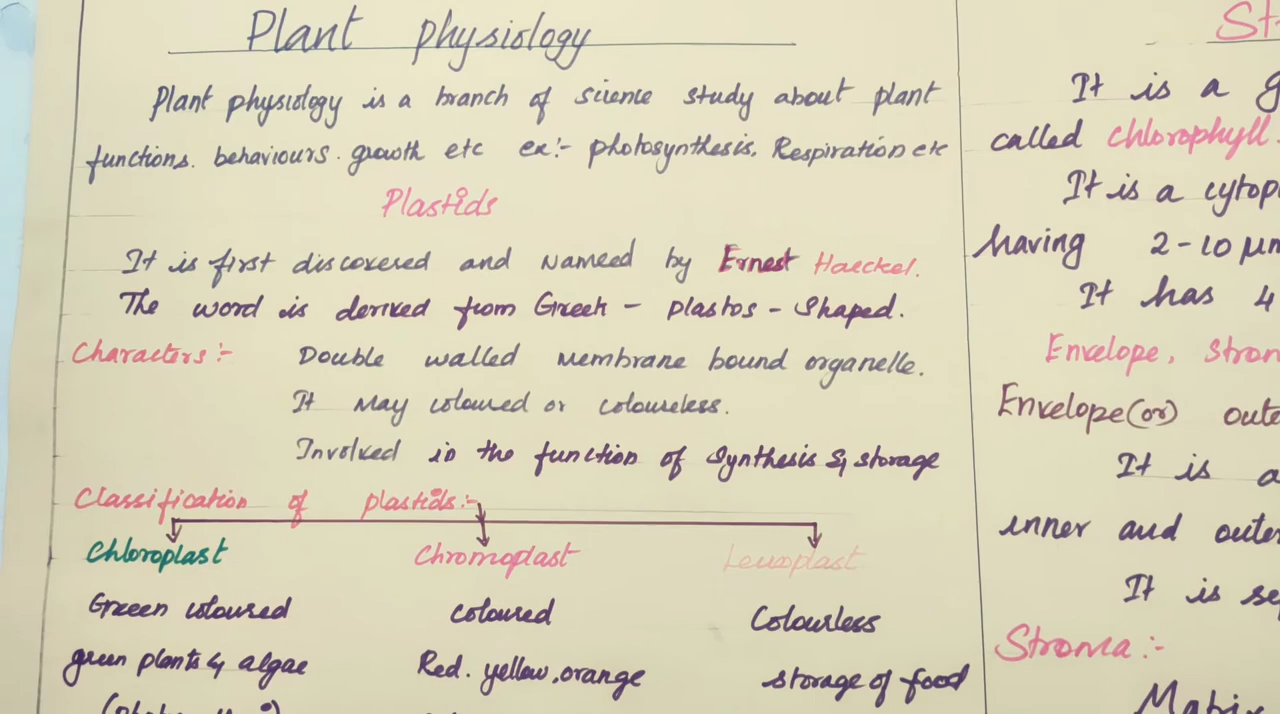 Plant physiology
Plant physiology is a branch of science study about plant
functions. behaviours. growth etc ex:- photosynthesis. Respiration etc
Plastids
It is first discovered and Nameed by Ernest Haeckel.
The word is derived from Greek - plastos - Shaped.
Characters:- Double walled membrane bound organelle.
It may coloured or colourless.
Involved in the function of synthesis & storage
Classification of plastids:-
Chloroplast Chromoplast Leucoplast
Green coloured coloured Colourless
green plants & algae Red. yellow, orange storage of food
St
It is a
called chlorophyll.
It is a cytop
having 2-10 µm
It has 4
Envelope, Strom
Envelope (or) oute
It is a
inner and oute
It is se
Stroma:-
Matrix